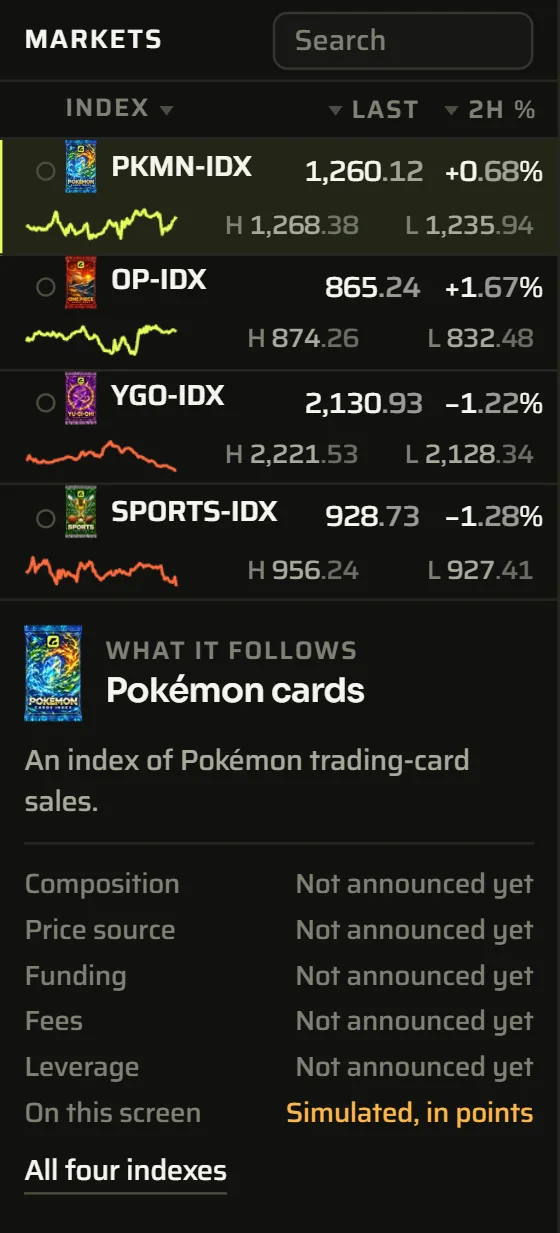 MARKETS
Search
INDEX LAST 2H %
PKMN-IDX 1,260.12 +0.68%
H 1,268.38 L 1,235.94
OP-IDX 865.24 +1.67%
H 874.26 L 832.48
YGO-IDX 2,130.93 −1.22%
H 2,221.53 L 2,128.34
SPORTS-IDX 928.73 −1.28%
H 956.24 L 927.41
WHAT IT FOLLOWS
Pokémon cards
An index of Pokémon trading-card
sales.
Composition Not announced yet
Price source Not announced yet
Funding Not announced yet
Fees Not announced yet
Leverage Not announced yet
On this screen Simulated, in points
All four indexes